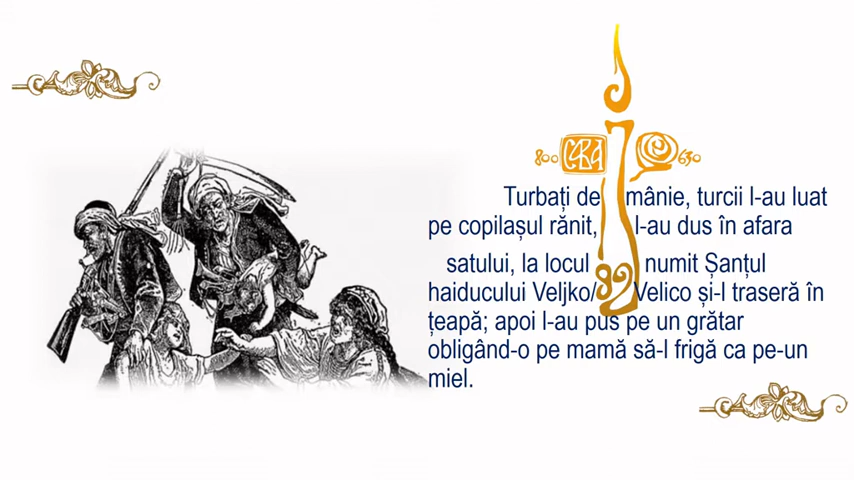 800 630
Turbați de mânie, turcii l-au luat
pe copilașul rănit, l-au dus în afara
satului, la locul numit Șanțul
haiducului Veljko/ Velico și-l traseră în
țeapă; apoi l-au pus pe un grătar
obligând-o pe mamă să-l frigă ca pe-un
miel.